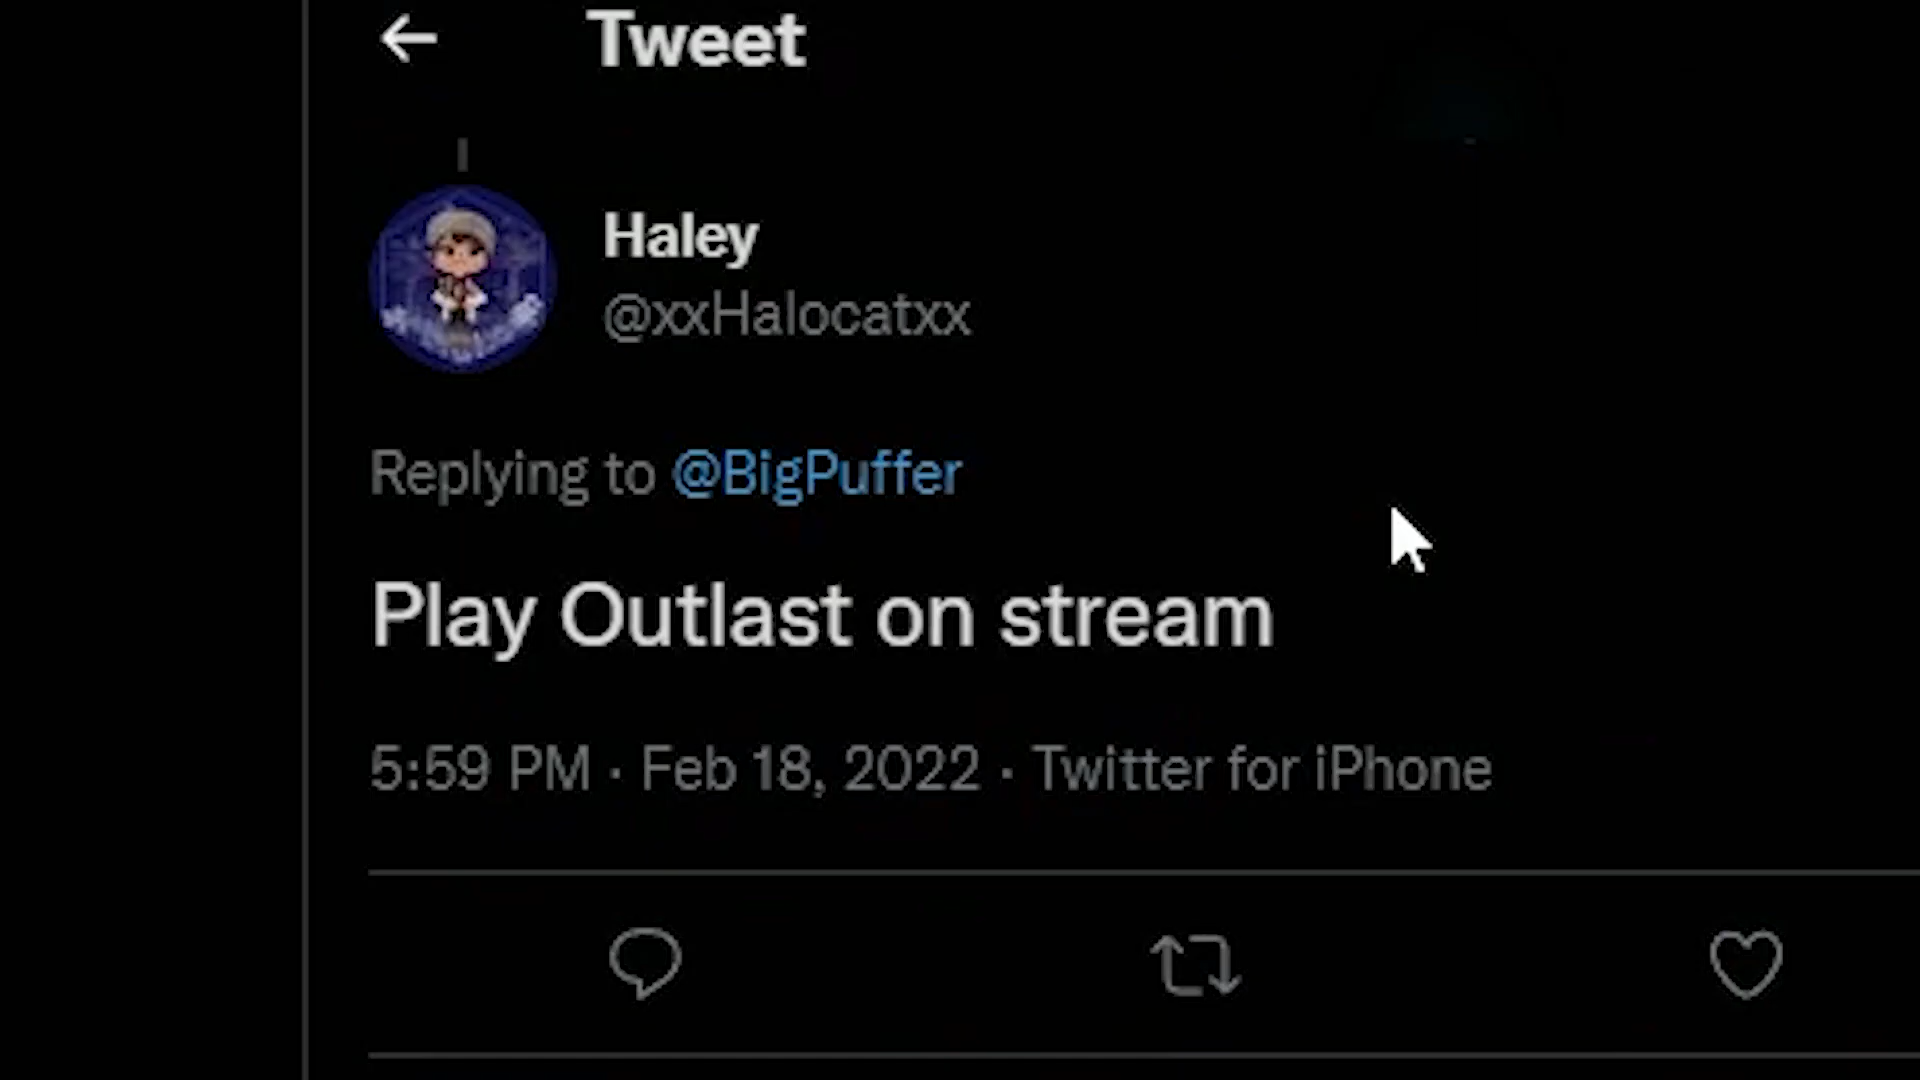 Tweet
Haley
@xxHalocatxx
Replying to @BigPuffer
Play Outlast on stream
5:59 PM · Feb 18, 2022 · Twitter for iPhone